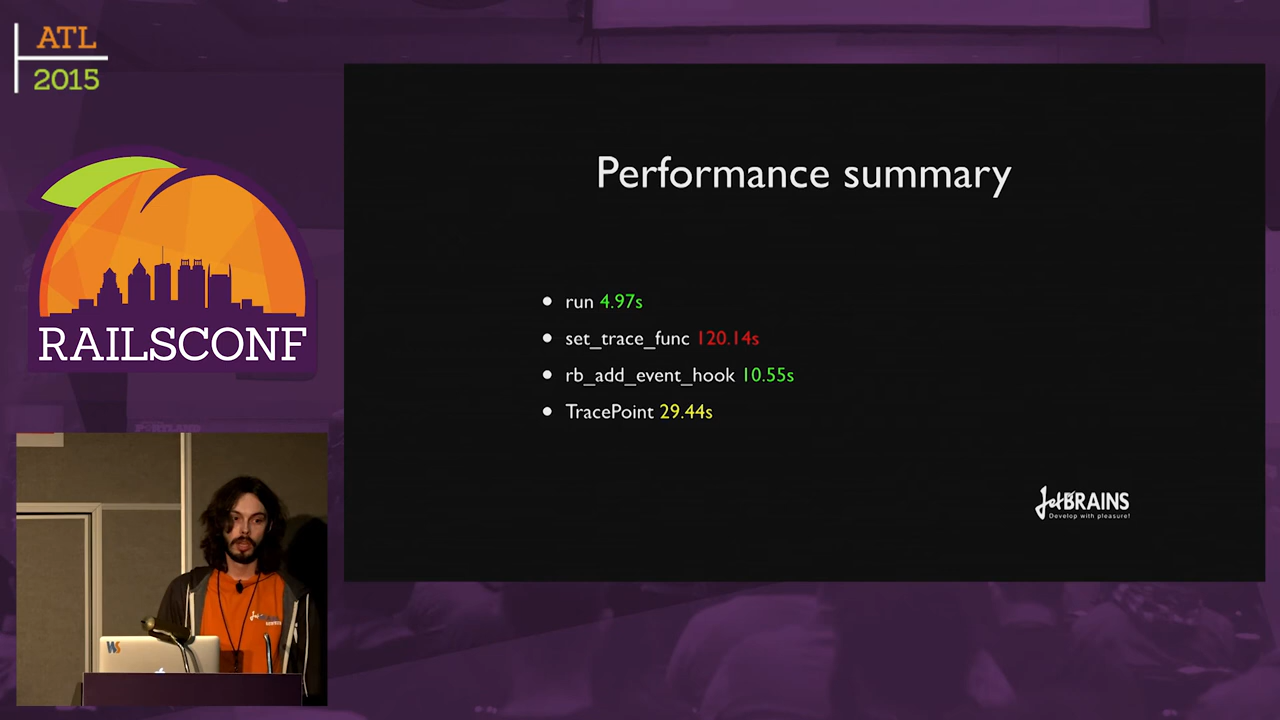 ATL
2015
RAILSCONF
Performance summary
• run 4.97s
• set_trace_func 120.14s
• rb_add_event_hook 10.55s
• TracePoint 29.44s
JetBRAINS
Develop with pleasure!
WS